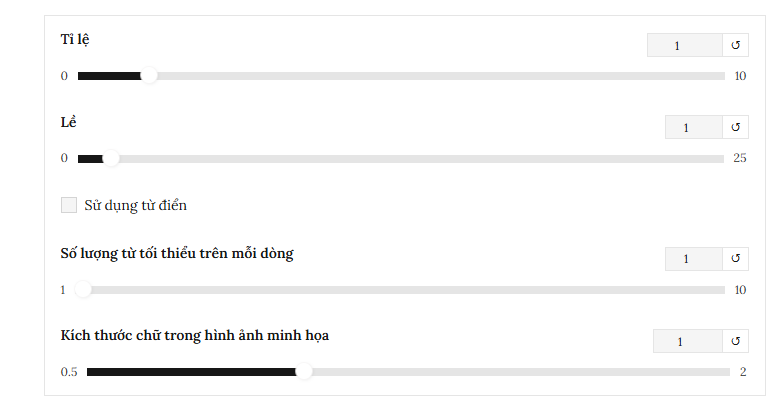 Tỉ lệ
1 ↺
0 10
Lề
1 ↺
0 25
Sử dụng từ điển
Số lượng từ tối thiểu trên mỗi dòng
1 ↺
1 10
Kích thước chữ trong hình ảnh minh họa
1 ↺
0.5 2